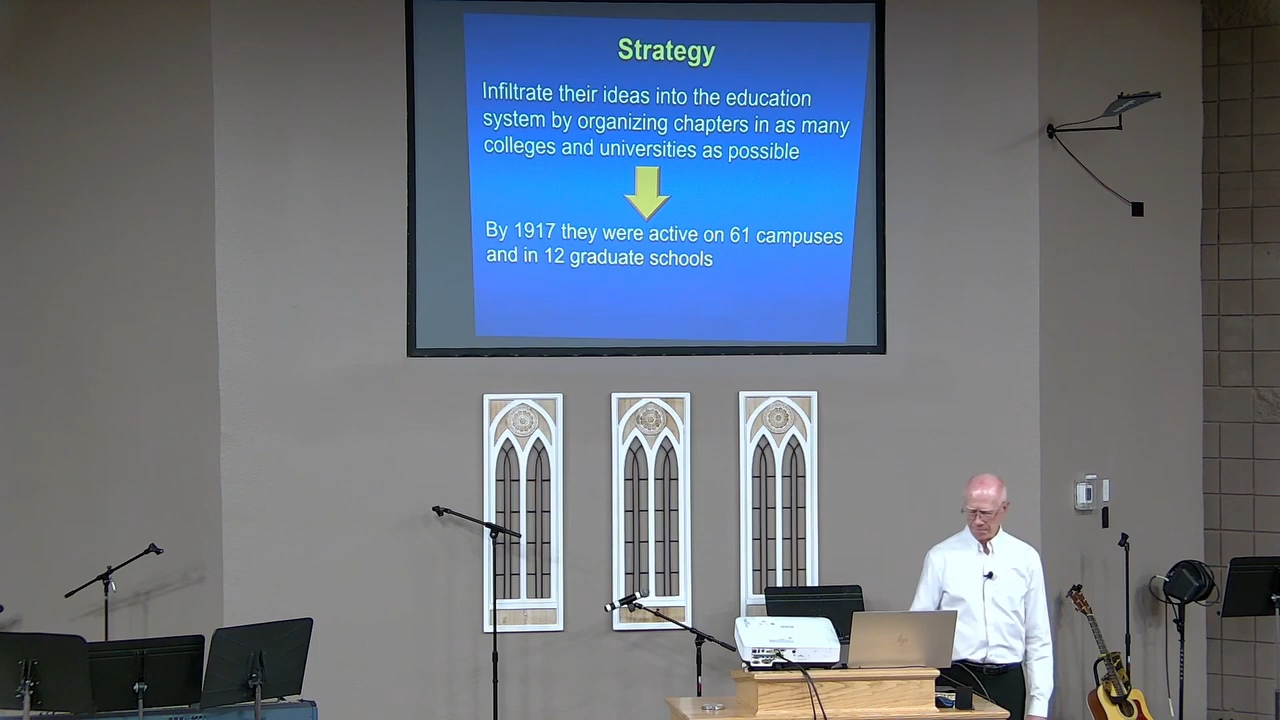 Strategy
Infiltrate their ideas into the education
system by organizing chapters in as many
colleges and universities as possible
By 1917 they were active on 61 campuses
and in 12 graduate schools
hp